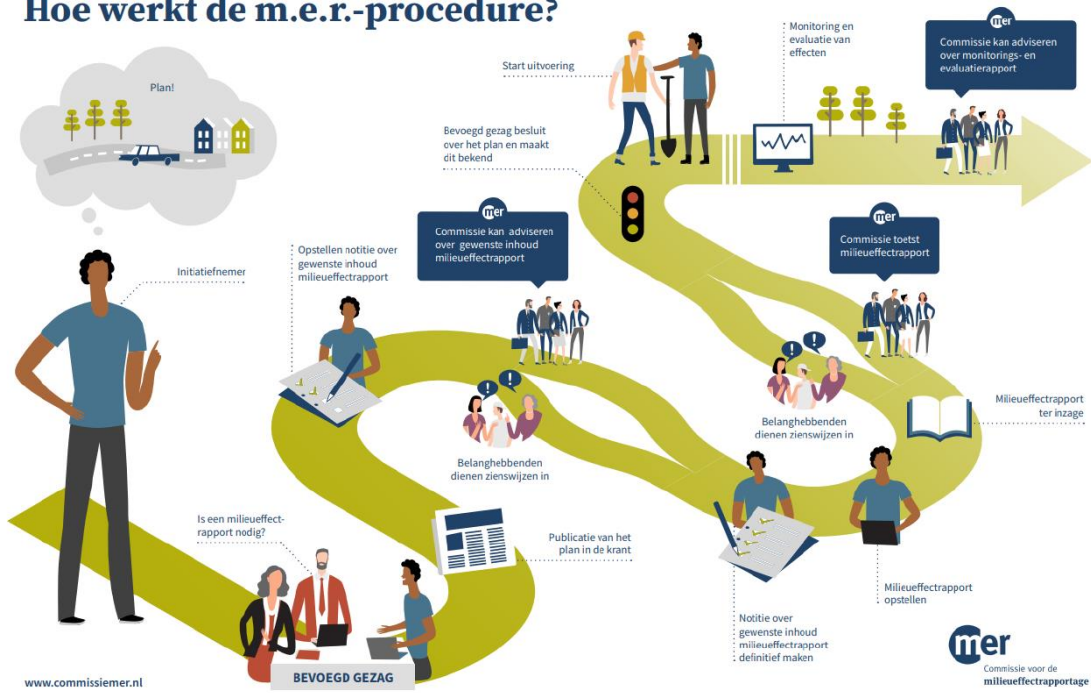 Hoe werkt de m.e.r.-procedure?
Plan!
Initiatiefnemer
Is een milieueffect-
rapport nodig?
BEVOEGD GEZAG
Publicatie van het
plan in de krant
Opstellen notitie over
gewenste inhoud
milieueffectrapport
mer
Commissie kan adviseren
over gewenste inhoud
milieueffectrapport
Belanghebbenden
dienen zienswijzen in
Notitie over
gewenste inhoud
milieueffectrapport
definitief maken
Milieueffectrapport
opstellen
Milieueffectrapport
ter inzage
mer
Commissie toetst
milieueffectrapport
Belanghebbenden
dienen zienswijzen in
Bevoegd gezag besluit
over het plan en maakt
dit bekend
Start uitvoering
Monitoring en
evaluatie van
effecten
mer
Commissie kan adviseren
over monitorings- en
evaluatierapport
www.commissiemer.nl
mer
Commissie voor de
milieueffectrapportage